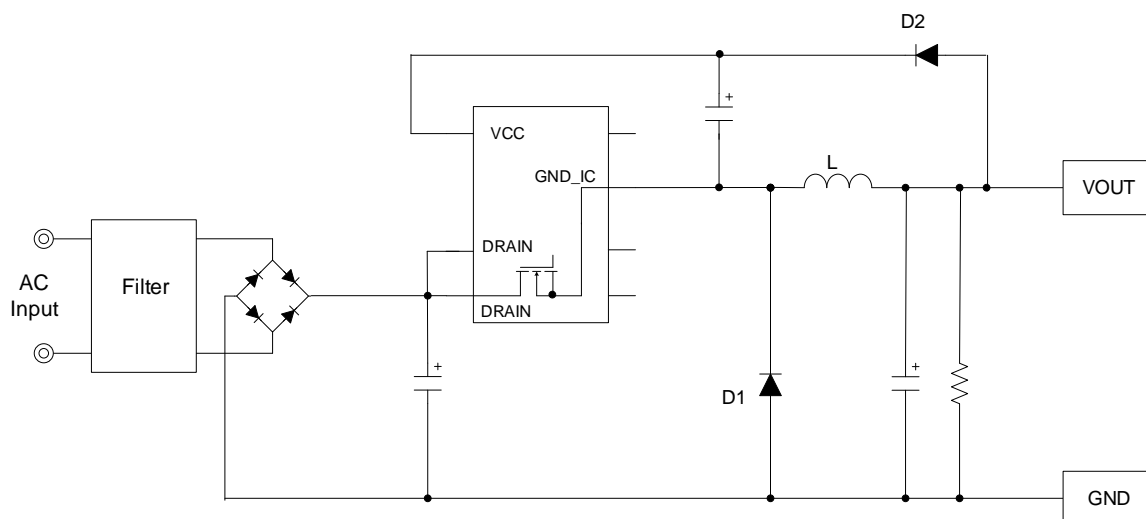 D2
+
VCC
GND_IC
L
VOUT
DRAIN
AC
Input
Filter
DRAIN
+
D1
+
GND